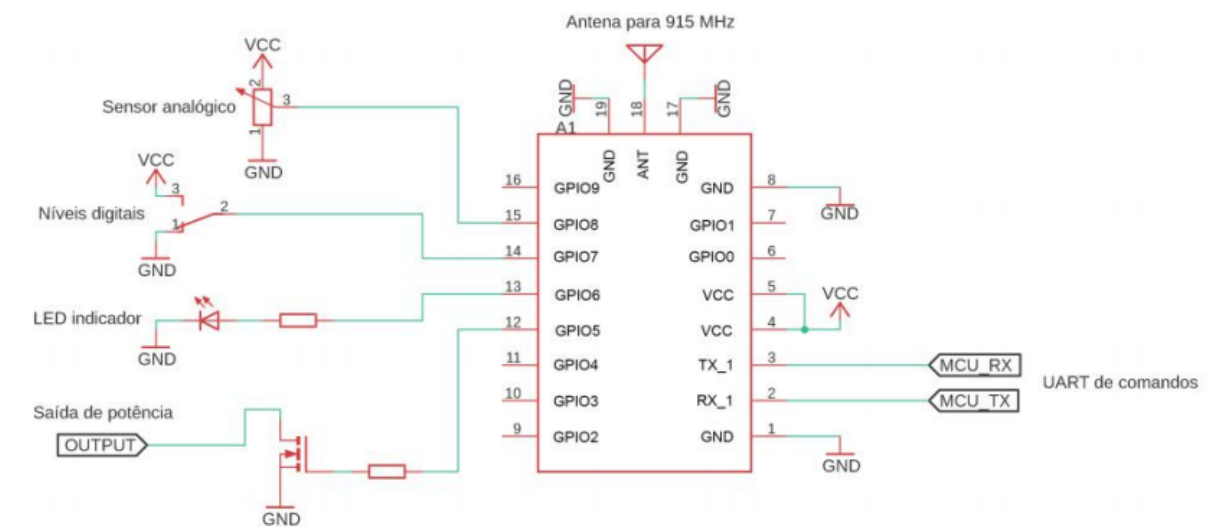 Antena para 915 MHz
VCC
2
Sensor analógico
3
1
GND
VCC
3
Níveis digitais
2
1
GND
LED indicador
GND
Saída de potência
OUTPUT
GND
GND
19
18
17
GND
A1
GND
ANT
GND
16
GPIO9
15
GPIO8
14
GPIO7
13
GPIO6
12
GPIO5
11
GPIO4
10
GPIO3
9
GPIO2
GND
8
GND
GPIO1
7
GPIO0
6
VCC
5
VCC
VCC
4
TX_1
3
MCU_RX
RX_1
2
MCU_TX
UART de comandos
GND
1
GND